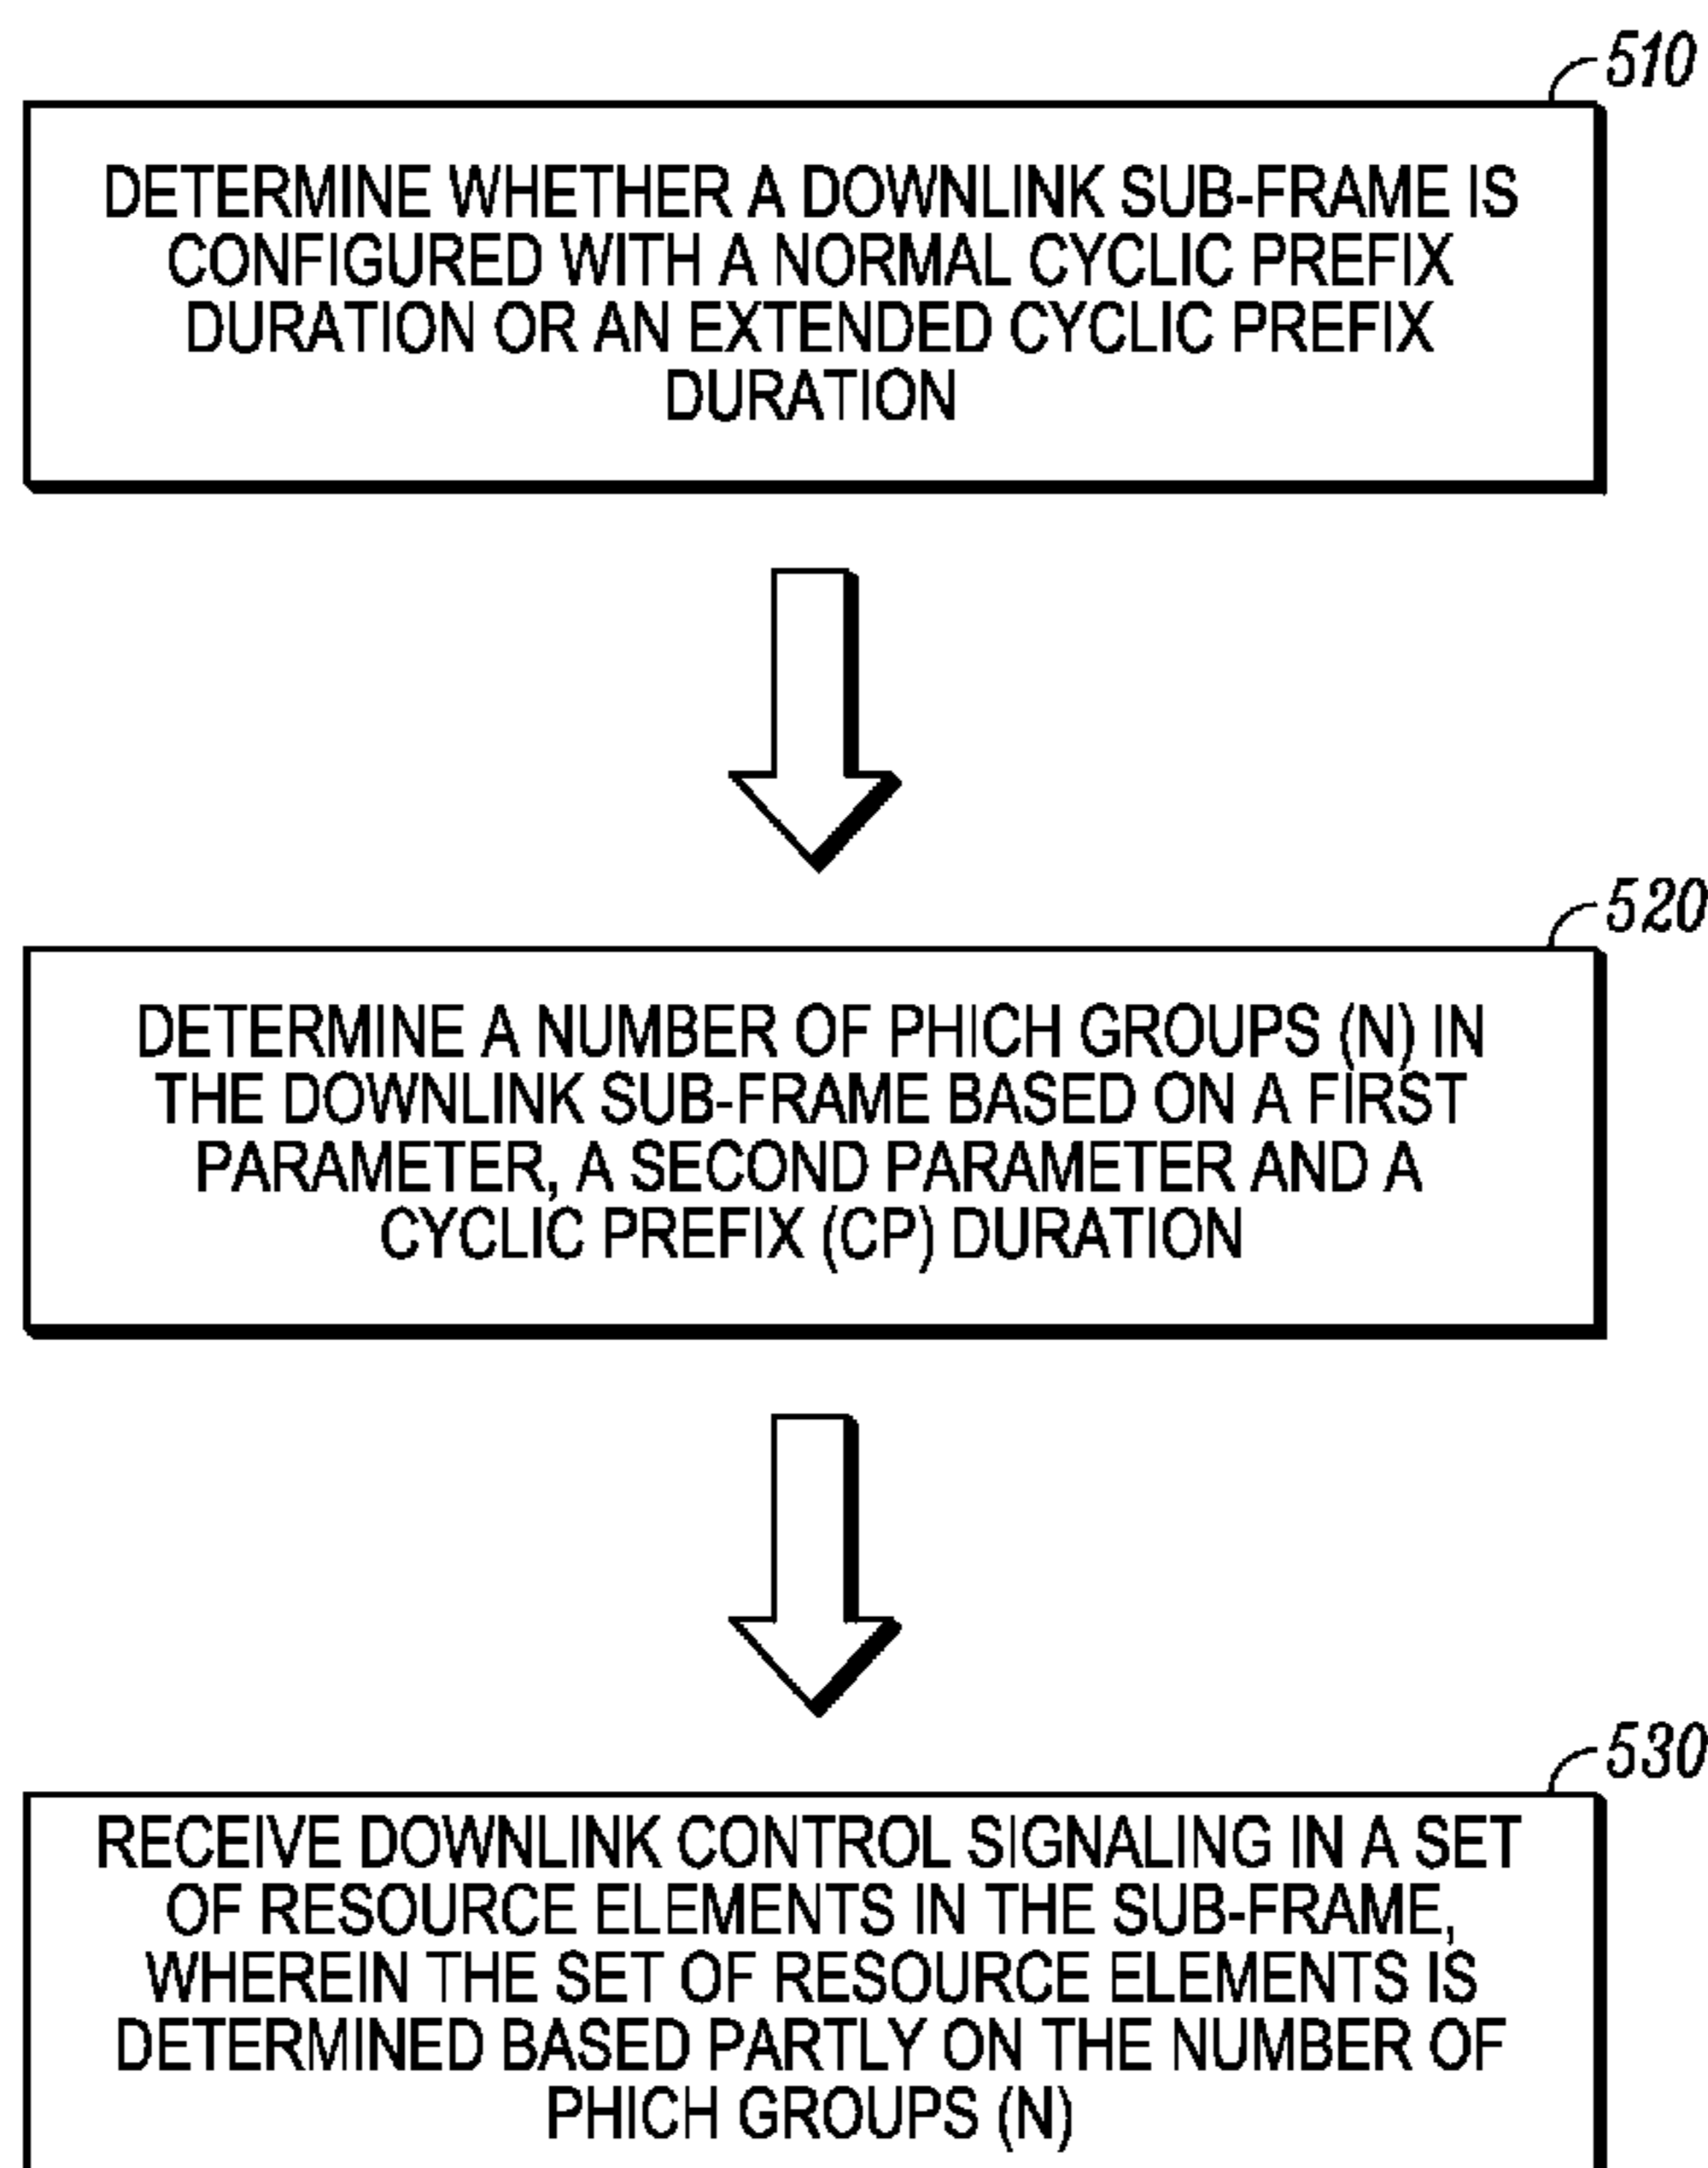 510
DETERMINE WHETHER A DOWNLINK SUB-FRAME IS
CONFIGURED WITH A NORMAL CYCLIC PREFIX
DURATION OR AN EXTENDED CYCLIC PREFIX
DURATION
520
DETERMINE A NUMBER OF PHICH GROUPS (N) IN
THE DOWNLINK SUB-FRAME BASED ON A FIRST
PARAMETER, A SECOND PARAMETER AND A
CYCLIC PREFIX (CP) DURATION
530
RECEIVE DOWNLINK CONTROL SIGNALING IN A SET
OF RESOURCE ELEMENTS IN THE SUB-FRAME,
WHEREIN THE SET OF RESOURCE ELEMENTS IS
DETERMINED BASED PARTLY ON THE NUMBER OF
PHICH GROUPS (N)